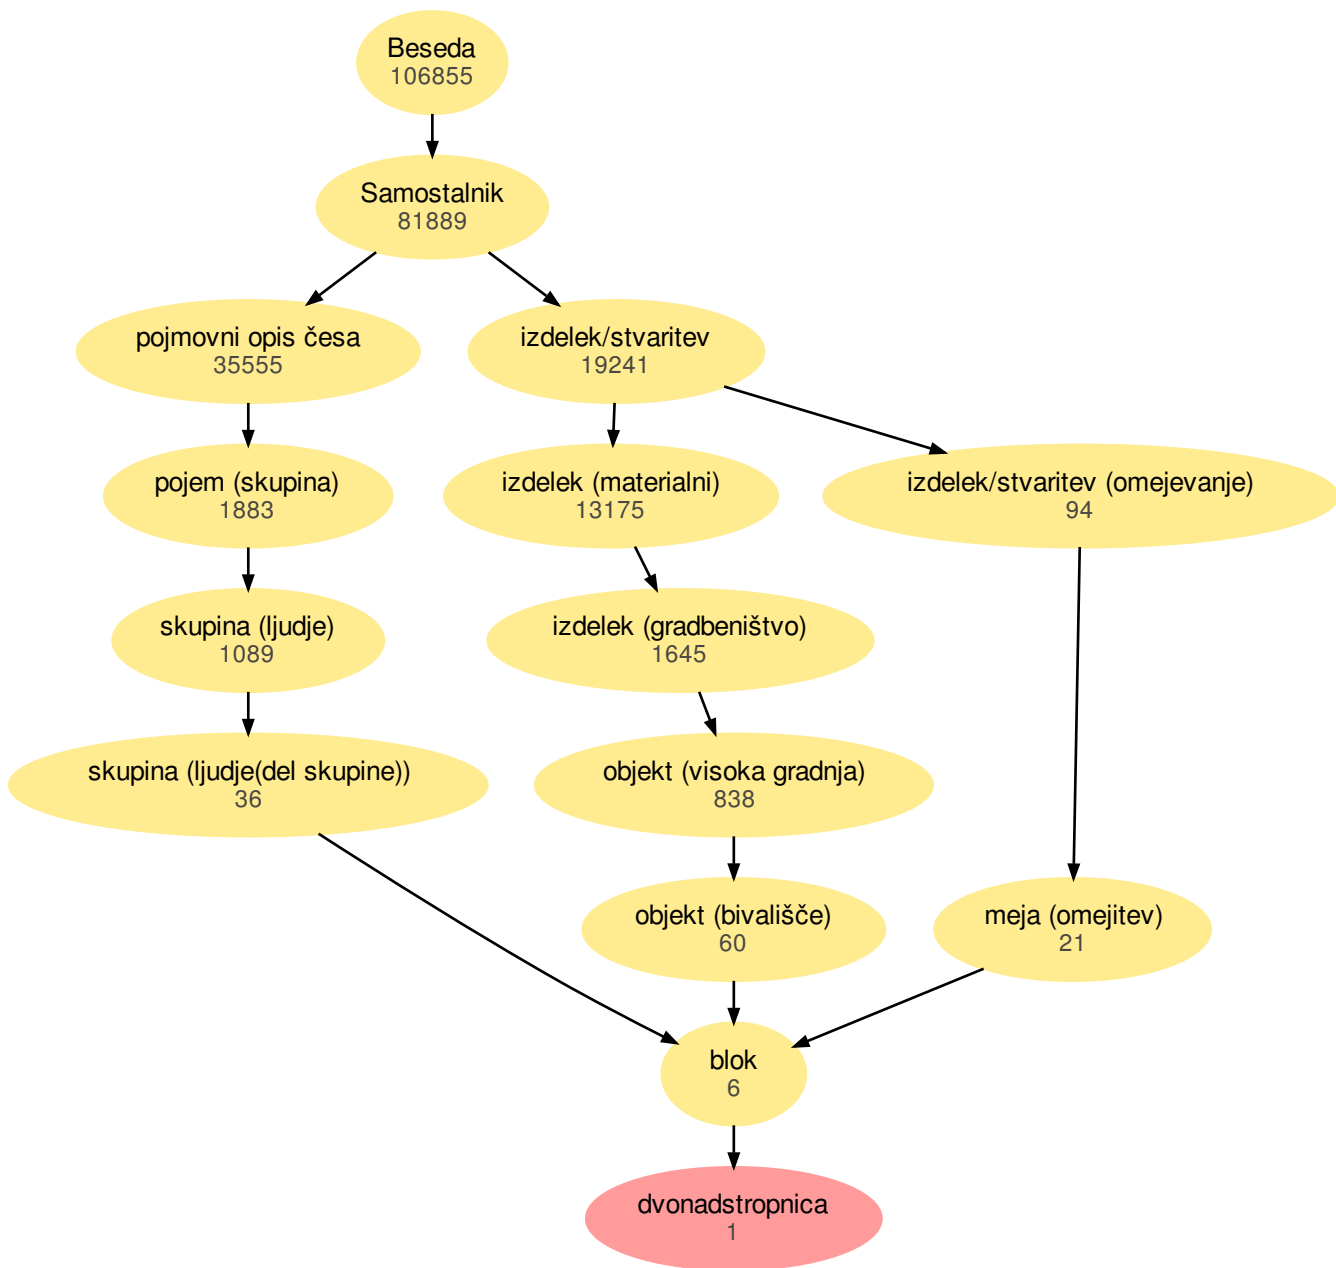 Beseda
106855
Samostalnik
81889
pojmovni opis česa
35555
izdelek/stvaritev
19241
pojem (skupina)
1883
izdelek (materialni)
13175
izdelek/stvaritev (omejevanje)
94
skupina (ljudje)
1089
izdelek (gradbeništvo)
1645
skupina (ljudje(del skupine))
36
objekt (visoka gradnja)
838
objekt (bivališče)
60
meja (omejitev)
21
blok
6
dvonadstropnica
1